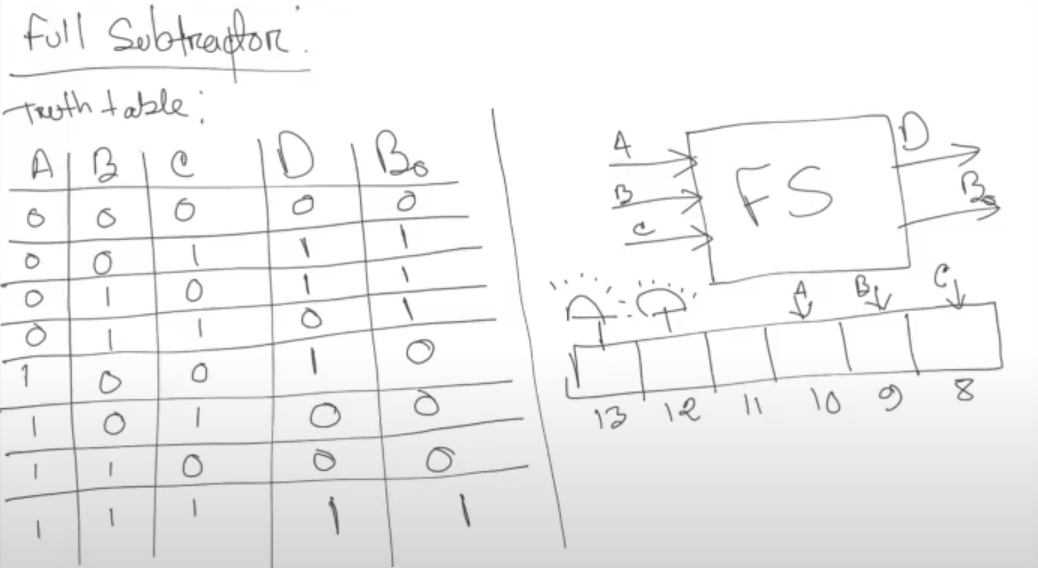 Full Subtractor:
Truth table:
A B C D Bo
0 0 0 0 0
0 0 1 1 1
0 1 0 1 1
0 1 1 0 1
1 0 0 1 0
1 0 1 0 0
1 1 0 0 0
1 1 1 1 1
A
B
C
FS
D
Bo
A B C
13 12 11 10 9 8